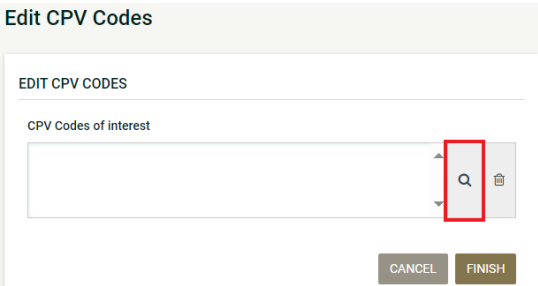 Edit CPV Codes
EDIT CPV CODES
CPV Codes of interest
CANCEL FINISH